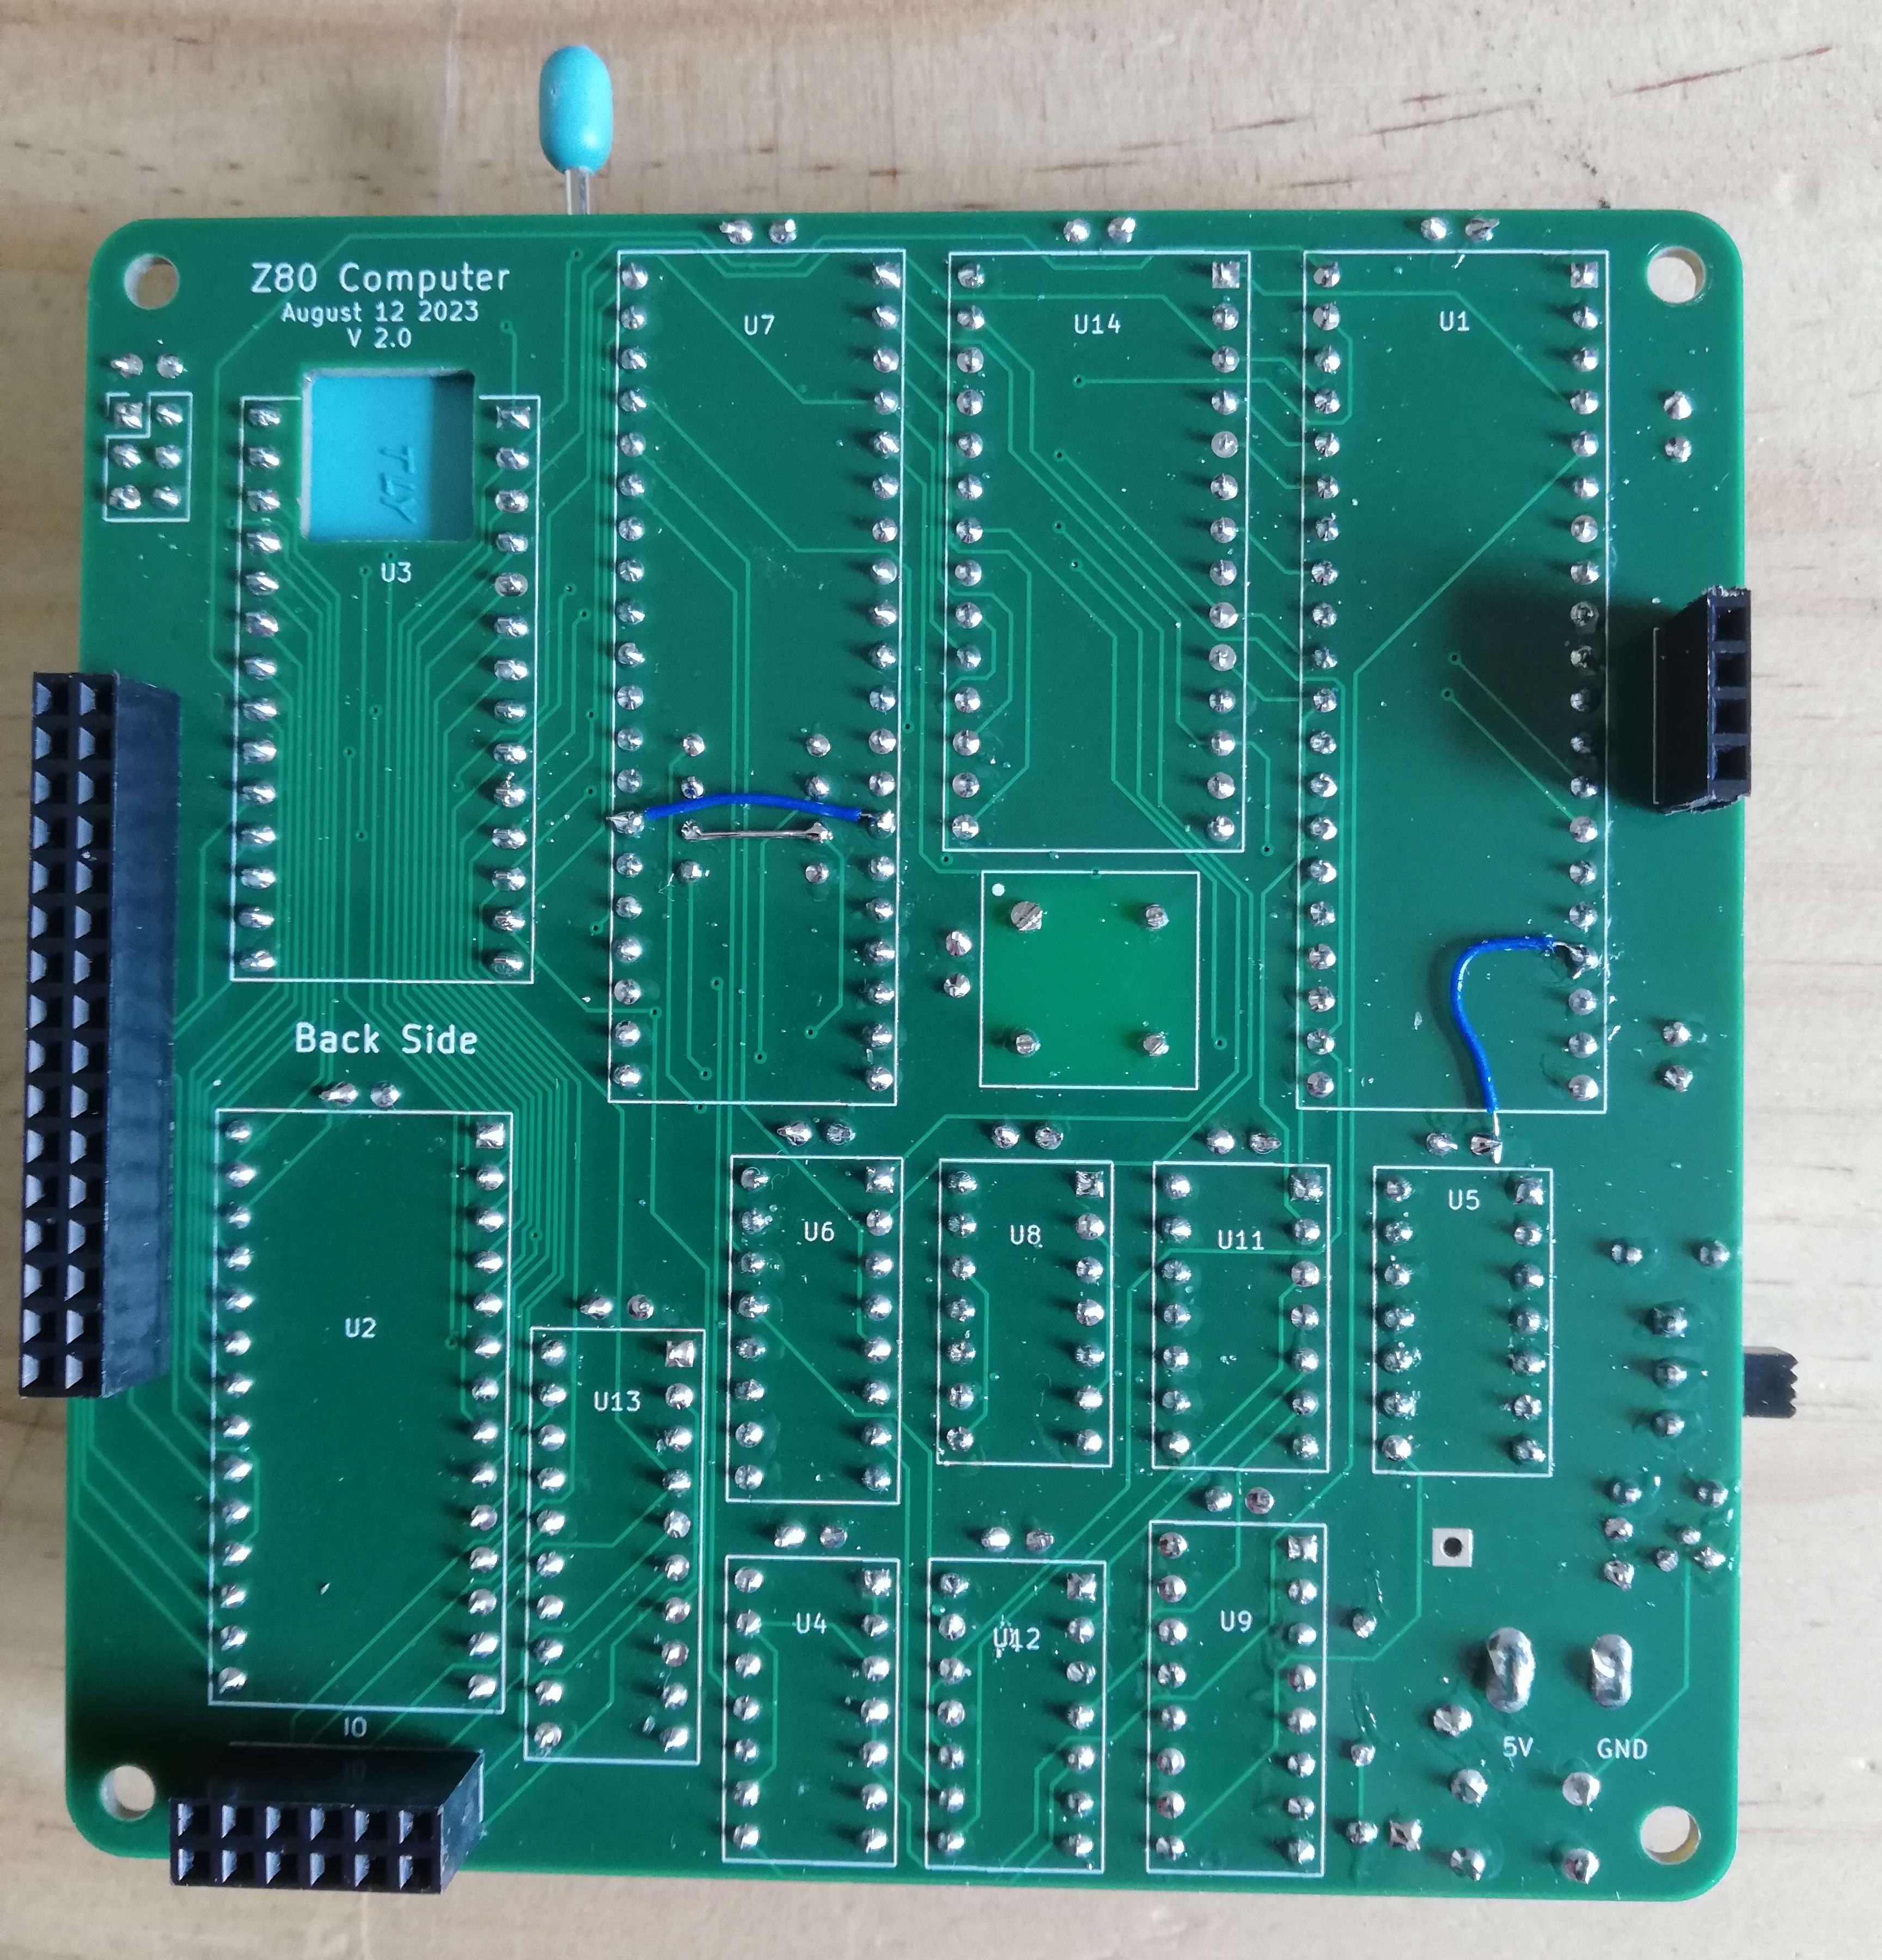 Z80 Computer
August 12 2023
V 2.0
U7
U14
U1
TLY
U3
Back Side
U6
U8
U11
U5
U2
U13
U4
U12
U9
IO
5V
GND